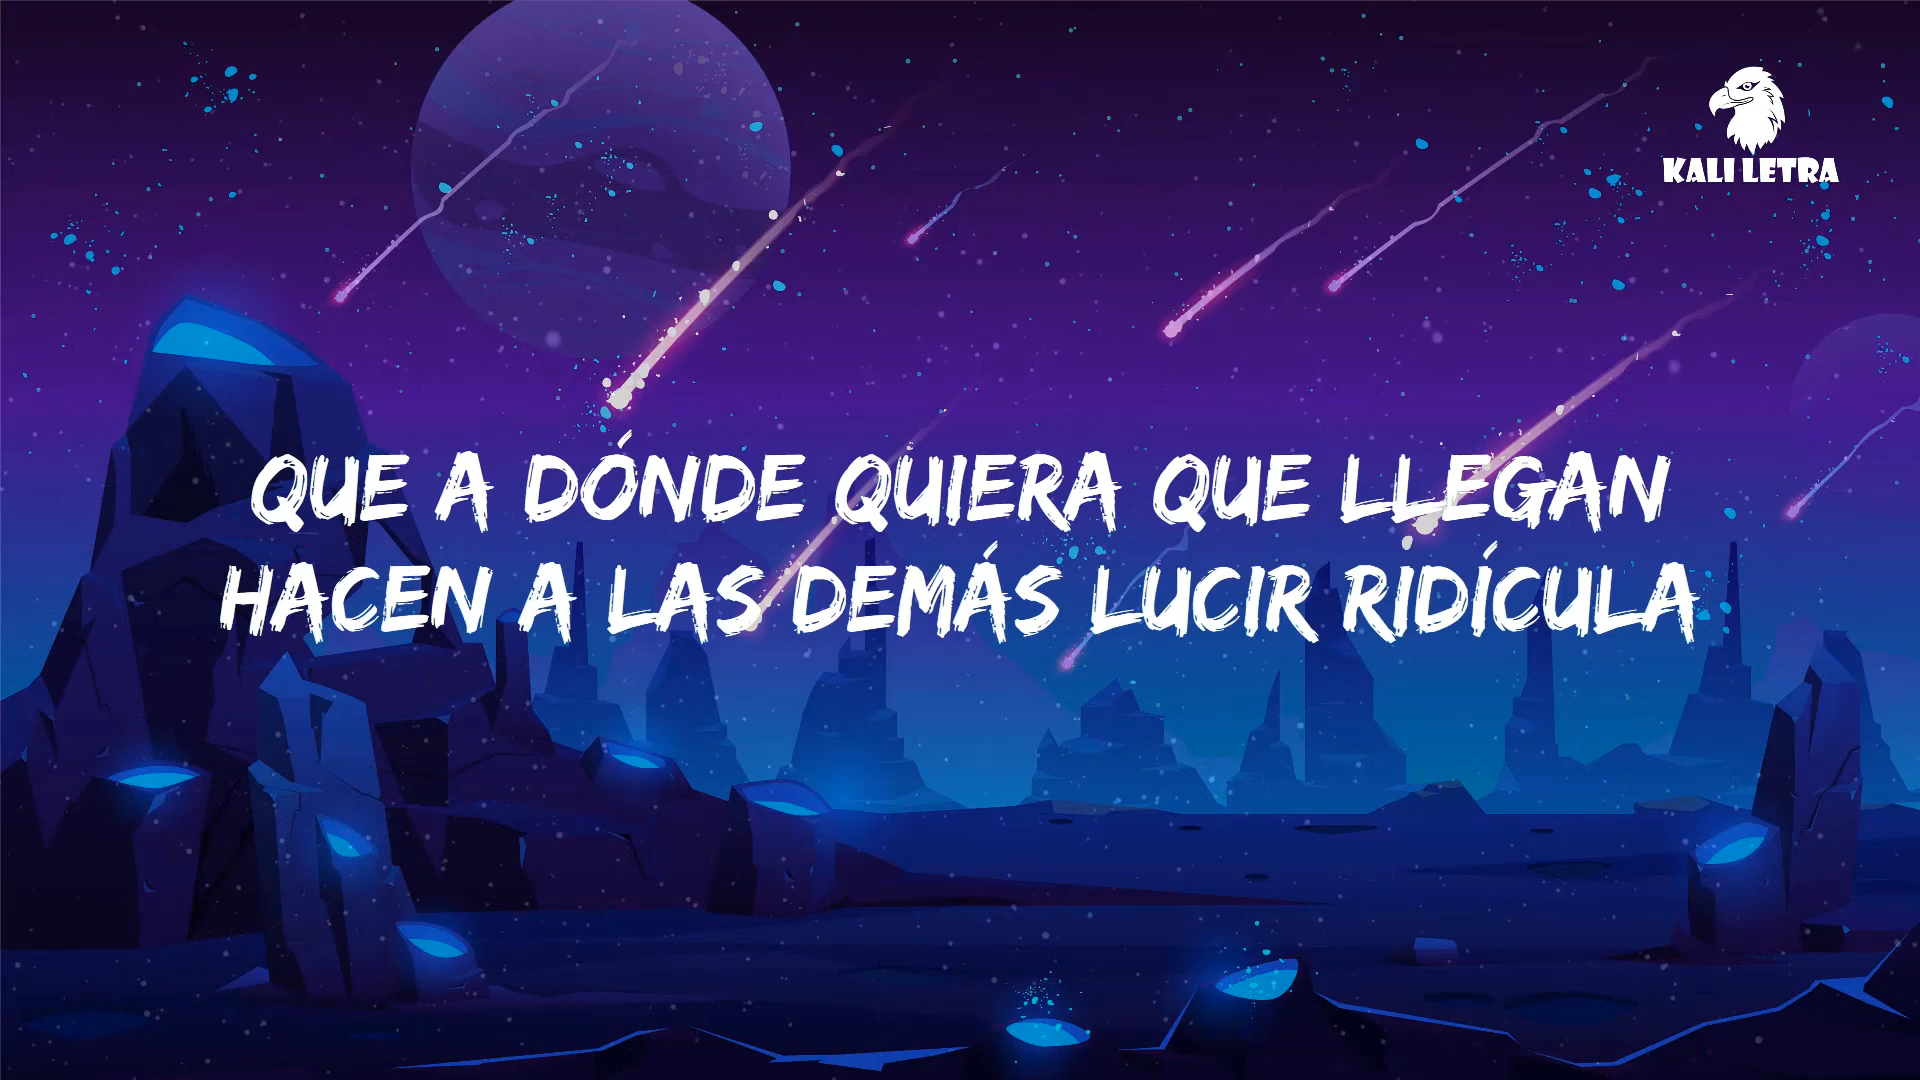 KALI LETRA
QUE A DÓNDE QUIERA QUE LLEGAN
HACEN A LAS DEMÁS LUCIR RIDÍCULA